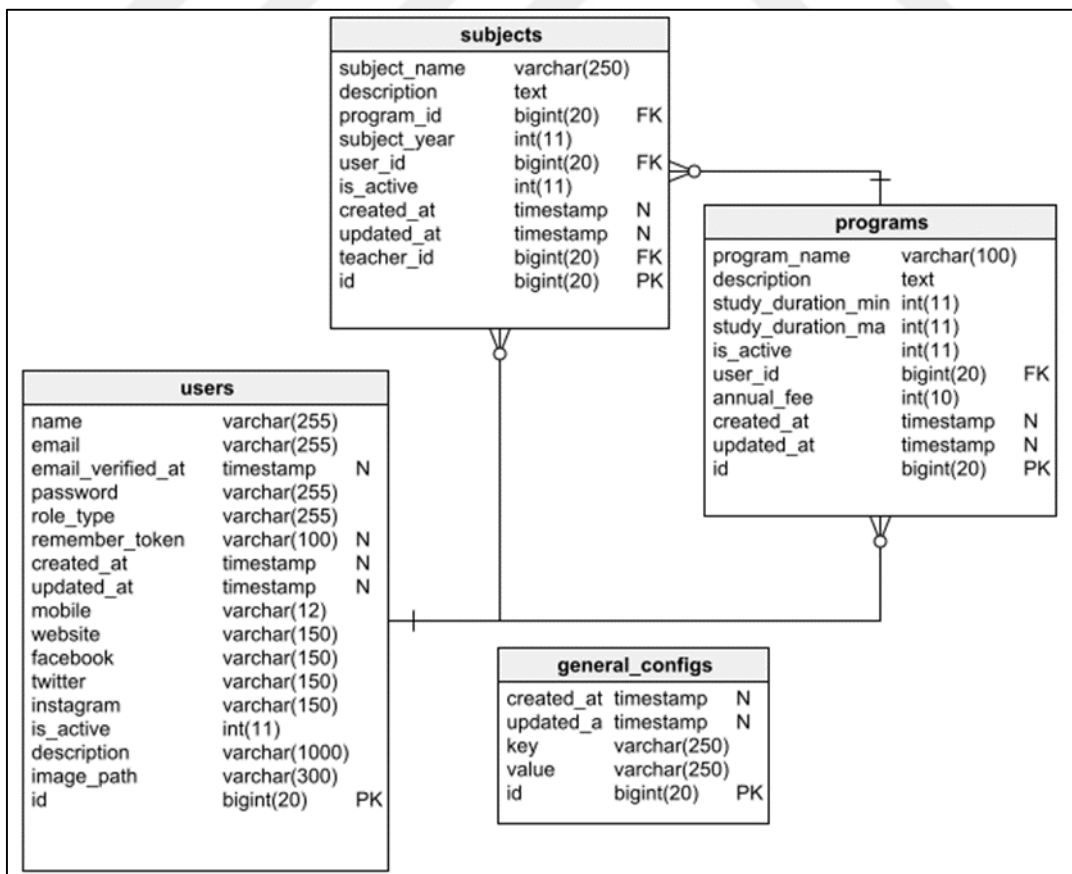 subjects
subject_name varchar(250)
description text
program_id bigint(20) FK
subject_year int(11)
user_id bigint(20) FK
is_active int(11)
created_at timestamp N
updated_at timestamp N
teacher_id bigint(20) FK
id bigint(20) PK
programs
program_name varchar(100)
description text
study_duration_min int(11)
study_duration_ma int(11)
is_active int(11)
user_id bigint(20) FK
annual_fee int(10)
created_at timestamp N
updated_at timestamp N
id bigint(20) PK
users
name varchar(255)
email varchar(255)
email_verified_at timestamp N
password varchar(255)
role_type varchar(255)
remember_token varchar(100) N
created_at timestamp N
updated_at timestamp N
mobile varchar(12)
website varchar(150)
facebook varchar(150)
twitter varchar(150)
instagram varchar(150)
is_active int(11)
description varchar(1000)
image_path varchar(300)
id bigint(20) PK
general_configs
created_at timestamp N
updated_a timestamp N
key varchar(250)
value varchar(250)
id bigint(20) PK